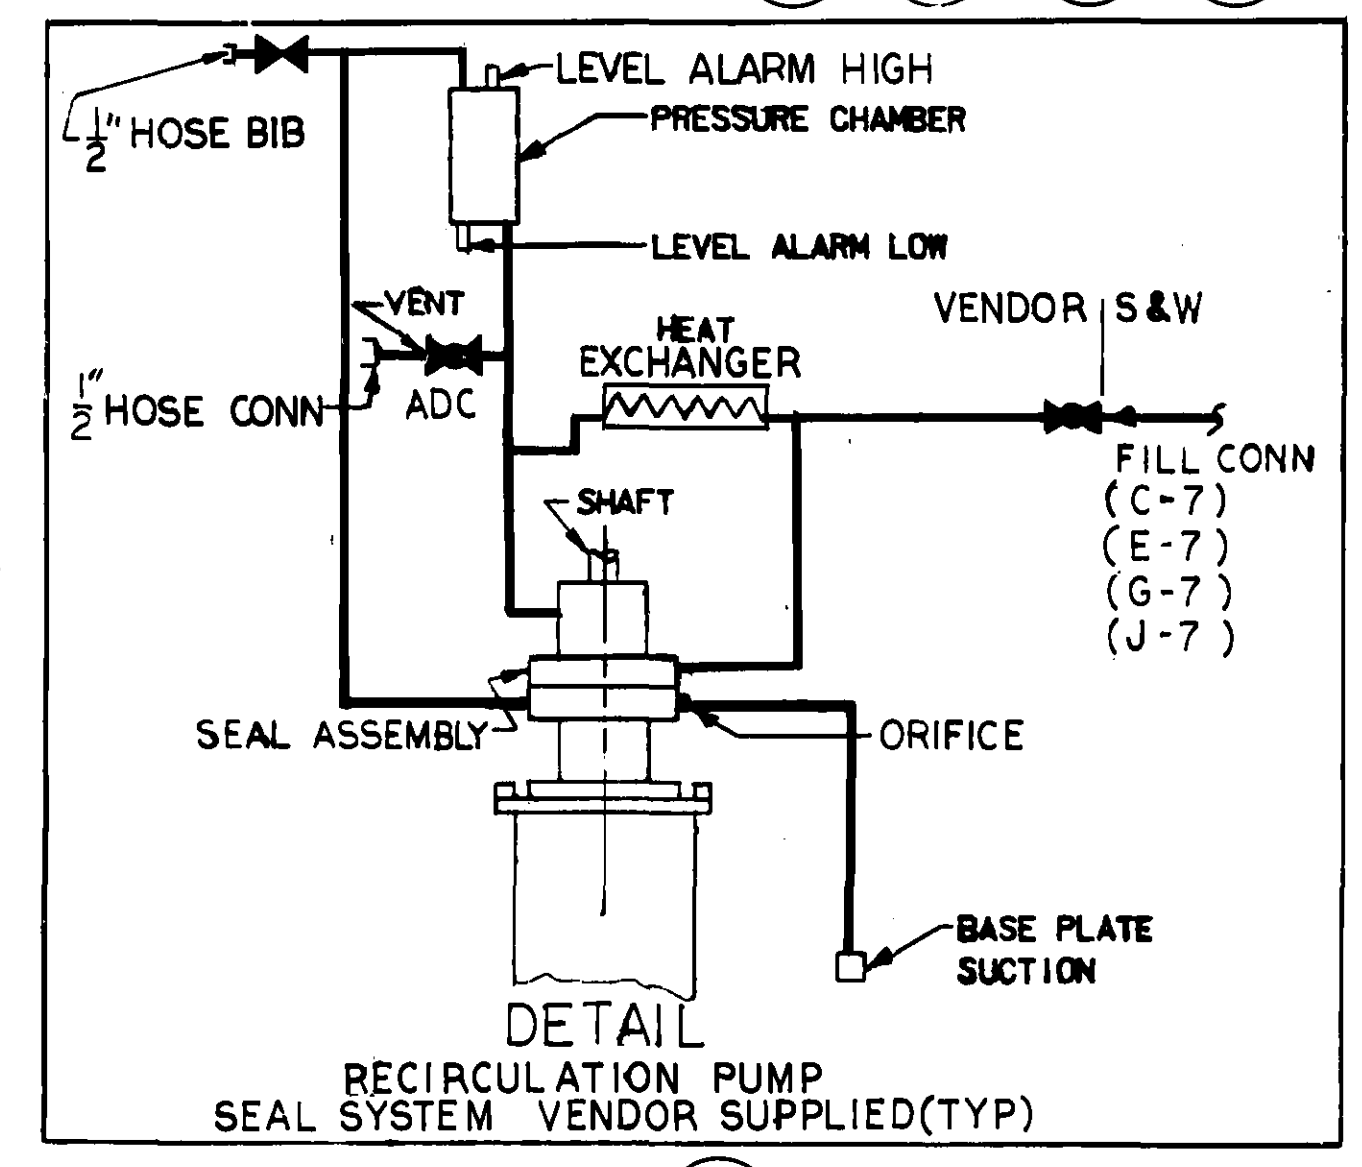 LEVEL ALARM HIGH
PRESSURE CHAMBER
1/2" HOSE BIB
LEVEL ALARM LOW
VENT
VENDOR | S & W
HEAT
EXCHANGER
1/2" HOSE CONN
ADC
FILL CONN
(C-7)
(E-7)
(G-7)
(J-7)
SHAFT
SEAL ASSEMBLY
ORIFICE
BASE PLATE
SUCTION
DETAIL
RECIRCULATION PUMP
SEAL SYSTEM VENDOR SUPPLIED(TYP)